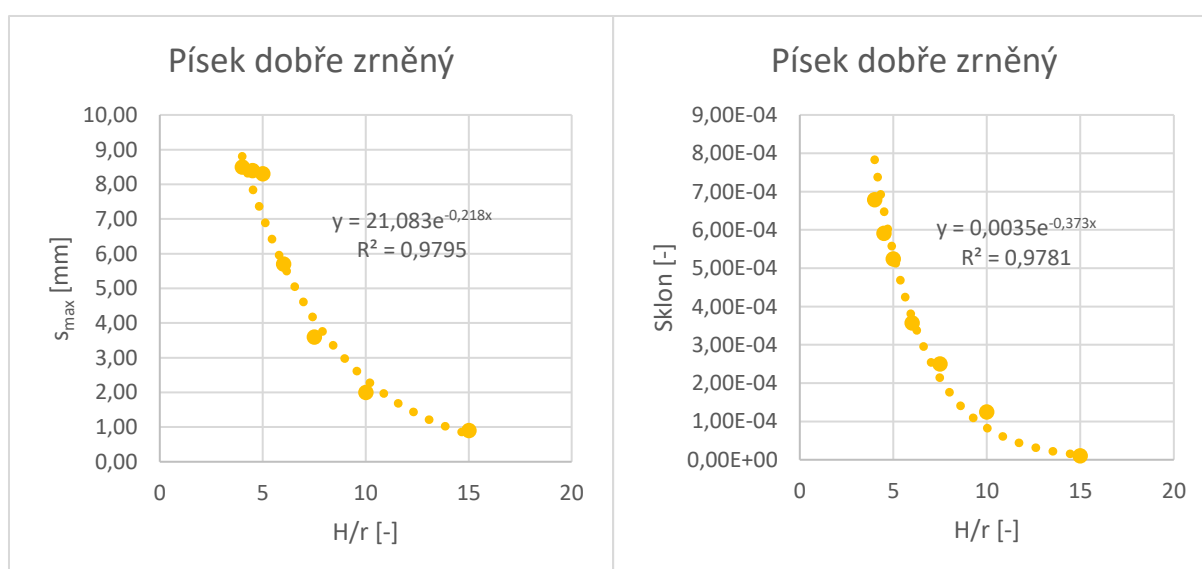 Písek dobře zrněný
10,00
9,00
8,00
7,00
6,00
5,00
4,00
3,00
2,00
1,00
0,00
0 5 10 15 20
s_max [mm]
H/r [-]
y = 21,083e^-0,218x
R² = 0,9795
Písek dobře zrněný
9,00E-04
8,00E-04
7,00E-04
6,00E-04
5,00E-04
4,00E-04
3,00E-04
2,00E-04
1,00E-04
0,00E+00
0 5 10 15 20
Sklon [-]
H/r [-]
y = 0,0035e^-0,373x
R² = 0,9781